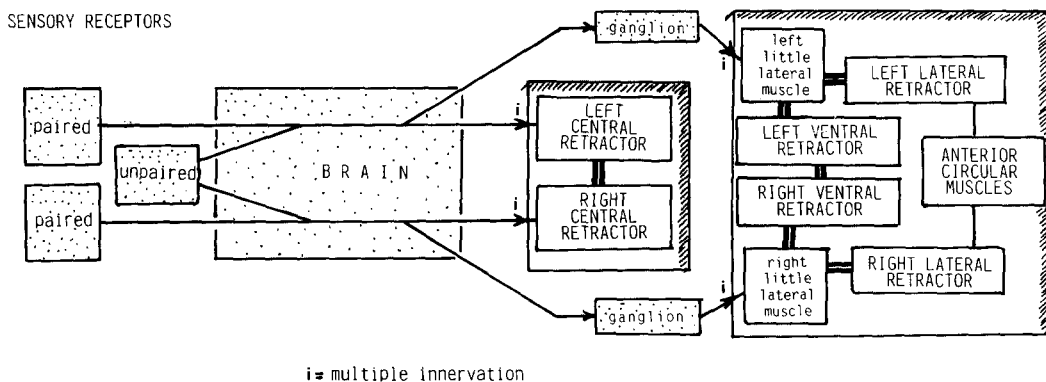 SENSORY RECEPTORS
paired
unpaired
paired
BRAIN
ganglion
ganglion
i
i
LEFT
CENTRAL
RETRACTOR
RIGHT
CENTRAL
RETRACTOR
i
left
little
lateral
muscle
LEFT LATERAL
RETRACTOR
LEFT VENTRAL
RETRACTOR
RIGHT VENTRAL
RETRACTOR
ANTERIOR
CIRCULAR
MUSCLES
i
right
little
lateral
muscle
RIGHT LATERAL
RETRACTOR
i = multiple innervation